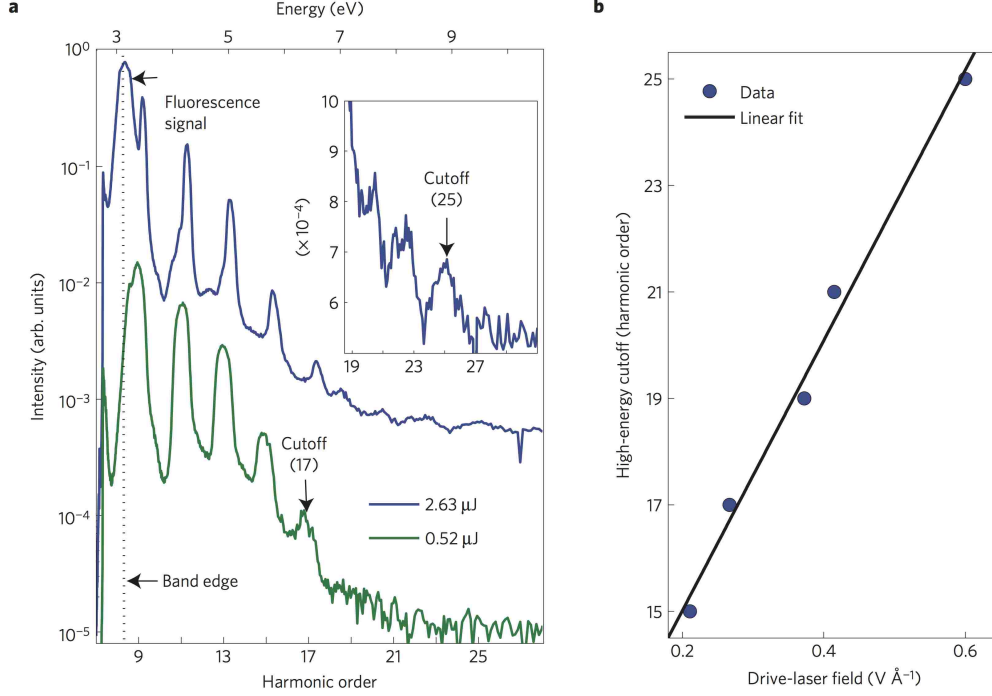 a
Energy (eV)
3 5 7 9
10⁰
10⁻¹
10⁻²
10⁻³
10⁻⁴
10⁻⁵
Intensity (arb. units)
Fluorescence
signal
10
9
8
7
6
(× 10⁻⁴)
Cutoff
(25)
19 23 27
Cutoff
(17)
2.63 µJ
0.52 µJ
Band edge
9 13 17 21 25
Harmonic order
b
25
23
21
19
17
15
High-energy cutoff (harmonic order)
Data
Linear fit
0.2 0.4 0.6
Drive-laser field (V Å⁻¹)